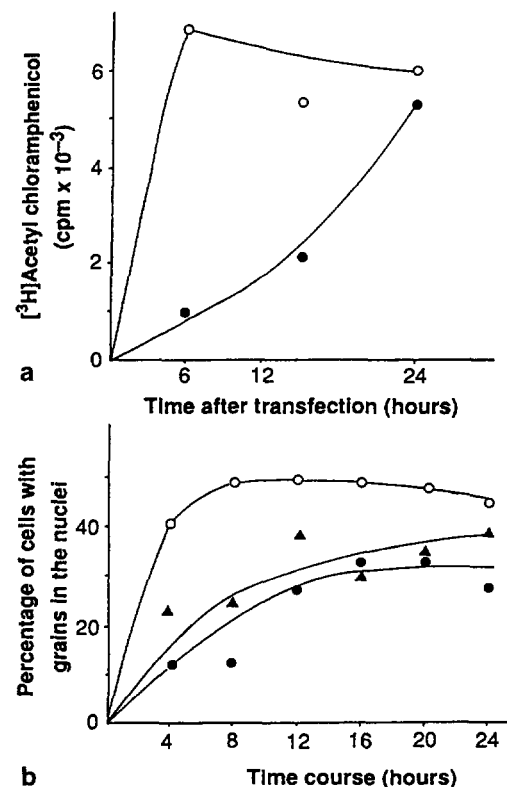 [³H]Acetyl chloramphenicol
(cpm x 10⁻³)
6
4
2
0
6
12
24
a
Time after transfection (hours)
Percentage of cells with
grains in the nuclei
40
20
0
4
8
12
16
20
24
b
Time course (hours)